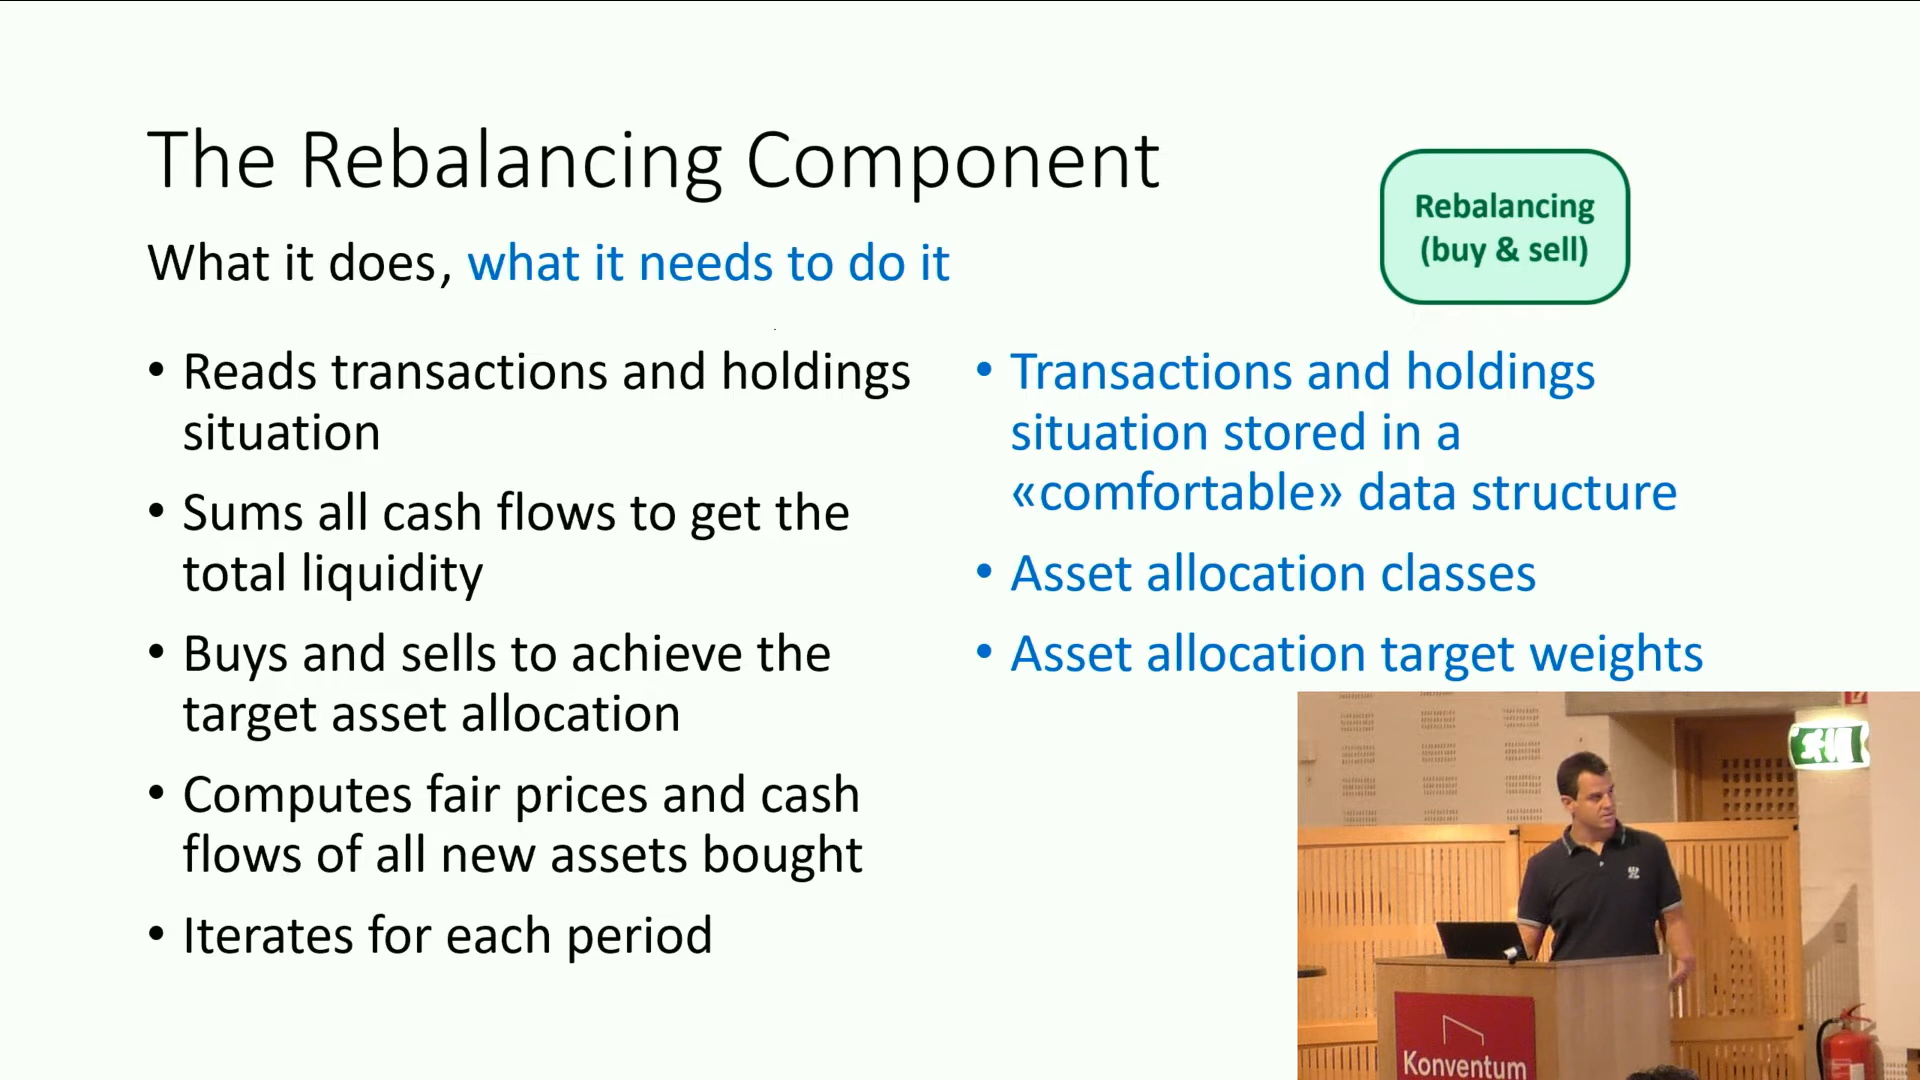 The Rebalancing Component
What it does, what it needs to do it
Rebalancing
(buy & sell)
• Reads transactions and holdings
situation
• Sums all cash flows to get the
total liquidity
• Buys and sells to achieve the
target asset allocation
• Computes fair prices and cash
flows of all new assets bought
• Iterates for each period
• Transactions and holdings
situation stored in a
«comfortable» data structure
• Asset allocation classes
• Asset allocation target weights
Konventum